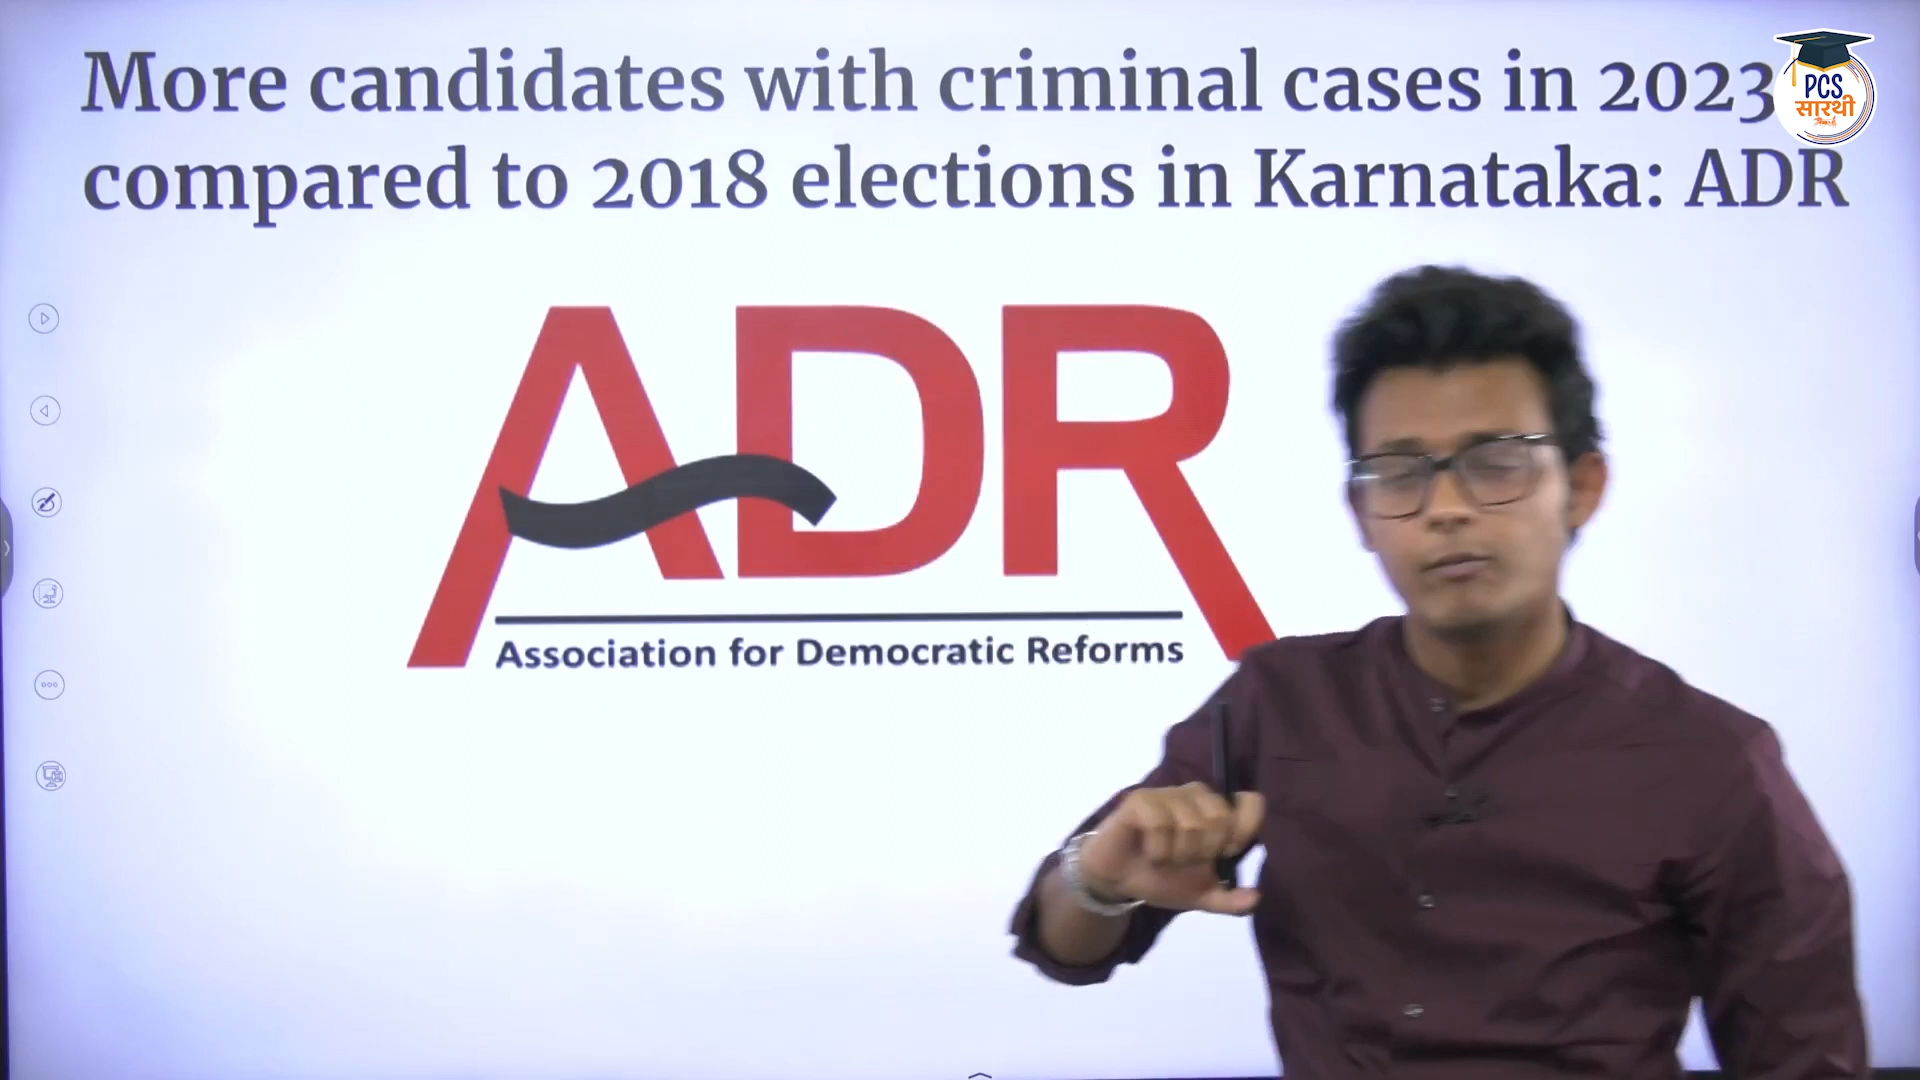 More candidates with criminal cases in 2023
compared to 2018 elections in Karnataka: ADR
PCS
सारथी
ADR
Association for Democratic Reforms